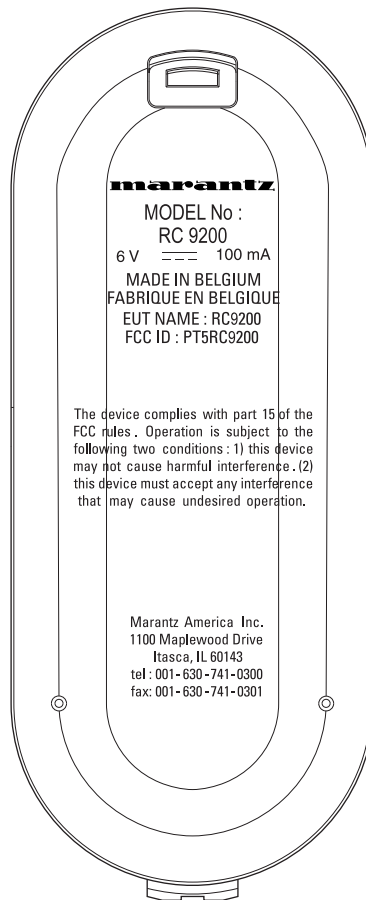 marantz
MODEL No :
RC 9200
6 V 100 mA
MADE IN BELGIUM
FABRIQUE EN BELGIQUE
EUT NAME : RC9200
FCC ID : PT5RC9200
The device complies with part 15 of the
FCC rules . Operation is subject to the
following two conditions : 1) this device
may not cause harmful interference . (2)
this device must accept any interference
that may cause undesired operation.
Marantz America Inc.
1100 Maplewood Drive
Itasca, IL 60143
tel : 001 - 630 -741-0300
fax: 001 - 630 -741-0301